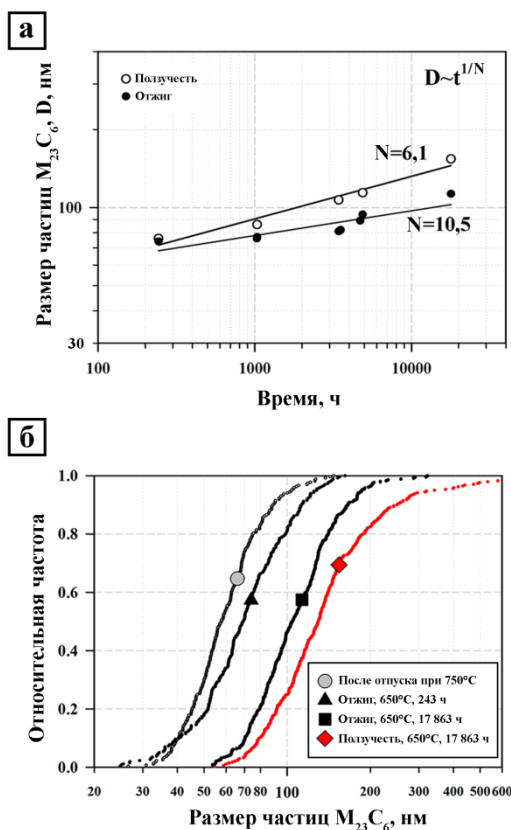 а
Ползучесть
Отжиг
D~t^1/N
N=6,1
N=10,5
Размер частиц M₂₃C₆, D, нм
100
30
100
1000
10000
Время, ч
б
Относительная частота
1.0
0.8
0.6
0.4
0.2
0.0
После отпуска при 750°C
Отжиг, 650°C, 243 ч
Отжиг, 650°C, 17 863 ч
Ползучесть, 650°C, 17 863 ч
20 30 40 50 60 70 80 100 200 300 400 500 600
Размер частиц M₂₃C₆, нм